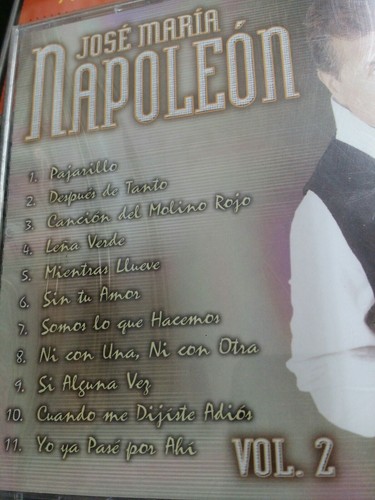 JOSÉ MARÍA
NAPOLEÓN
1. Pajarillo
2. Después de Tanto
3. Canción del Molino Rojo
4. Leña Verde
5. Mientras Llueve
6. Sin tu Amor
7. Somos lo que Hacemos
8. Ni con Una, Ni con Otra
9. Si Alguna Vez
10. Cuando me Dijiste Adiós
11. Yo ya Pasé por Ahí
VOL. 2